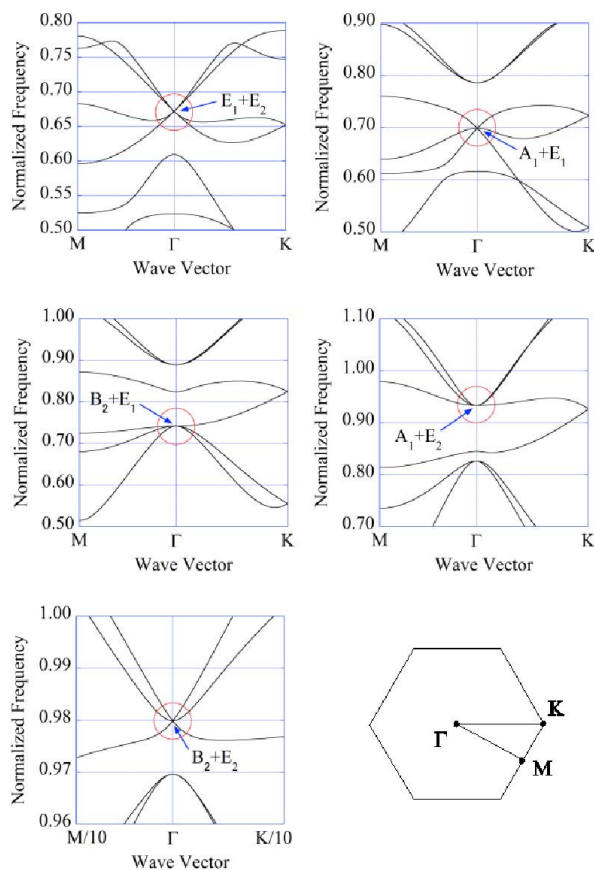 0.80
0.75
0.70
0.65
0.60
0.55
0.50
Normalized Frequency
E1+E2
M
Γ
K
Wave Vector
0.90
0.80
0.70
0.60
0.50
Normalized Frequency
A1+E1
M
Γ
K
Wave Vector
1.00
0.90
0.80
0.70
0.60
0.50
Normalized Frequency
B2+E1
M
Γ
K
Wave Vector
1.10
1.00
0.90
0.80
0.70
Normalized Frequency
A1+E2
M
Γ
K
Wave Vector
1.00
0.99
0.98
0.97
0.96
Normalized Frequency
B2+E2
M/10
Γ
K/10
Wave Vector
K
Γ
M